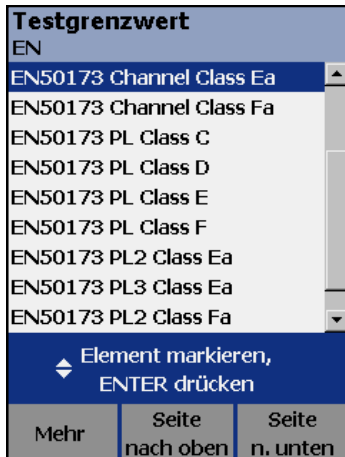 Testgrenzwert
EN
EN50173 Channel Class Ea
EN50173 Channel Class Fa
EN50173 PL Class C
EN50173 PL Class D
EN50173 PL Class E
EN50173 PL Class F
EN50173 PL2 Class Ea
EN50173 PL3 Class Ea
EN50173 PL2 Class Fa
Element markieren,
ENTER drücken
Mehr
Seite
nach oben
Seite
n. unten